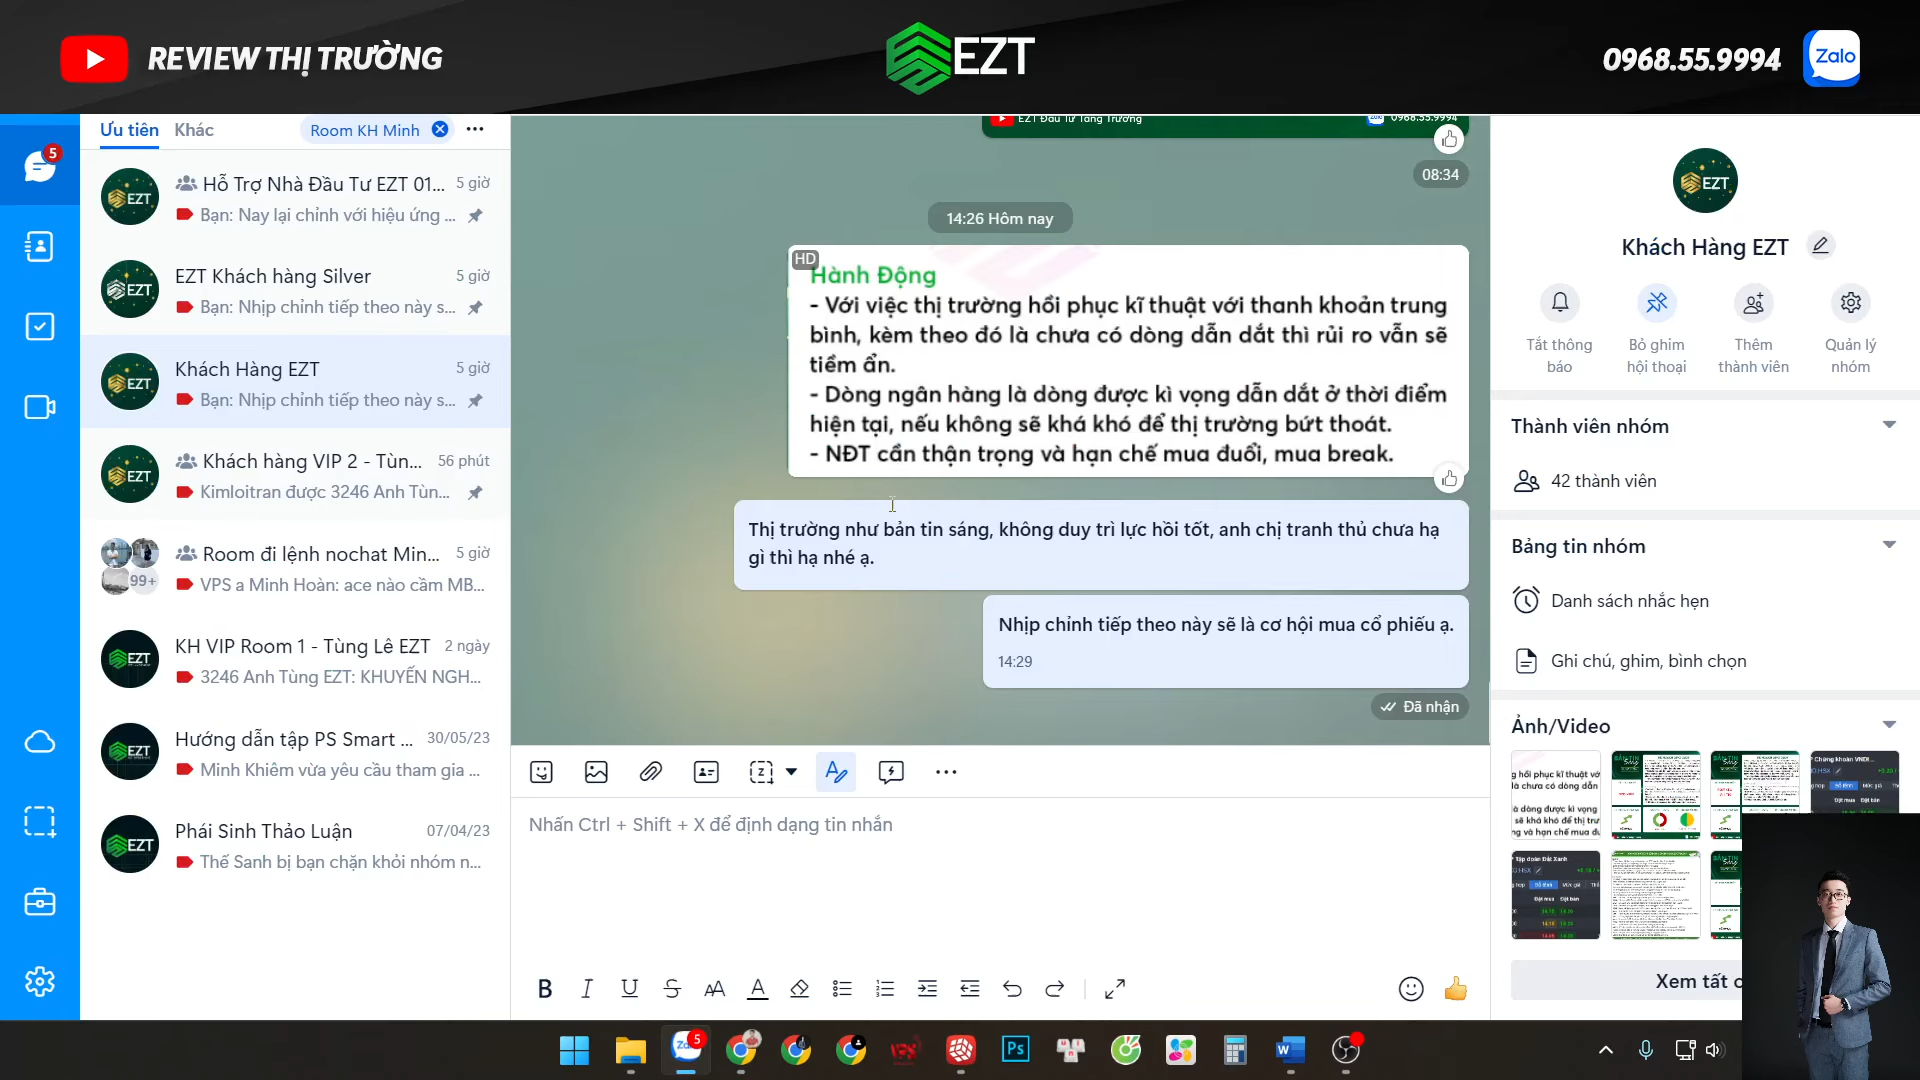 REVIEW THỊ TRƯỜNG
EZT
0968.55.9994
Zalo
Ưu tiên
Khác
Room KH Minh
5
Hỗ Trợ Nhà Đầu Tư EZT 01...
5 giờ
Bạn: Nay lại chỉnh với hiệu ứng ...
EZT Khách hàng Silver
5 giờ
Bạn: Nhịp chỉnh tiếp theo này s...
Khách Hàng EZT
5 giờ
Bạn: Nhịp chỉnh tiếp theo này s...
Khách hàng VIP 2 - Tùn...
56 phút
Kimloitran được 3246 Anh Tùn...
99+
Room đi lệnh nochat Min...
5 giờ
VPS a Minh Hoàn: ace nào cầm MB...
KH VIP Room 1 - Tùng Lê EZT
2 ngày
3246 Anh Tùng EZT: KHUYẾN NGH...
Hướng dẫn tập PS Smart ...
30/05/23
Minh Khiêm vừa yêu cầu tham gia ...
Phái Sinh Thảo Luận
07/04/23
Thế Sanh bị bạn chặn khỏi nhóm n...
EZT Đầu Tư Tăng Trưởng
0968.55.9994
08:34
14:26 Hôm nay
HD
Hành Động
- Với việc thị trường hồi phục kĩ thuật với thanh khoản trung
bình, kèm theo đó là chưa có dòng dẫn dắt thì rủi ro vẫn sẽ
tiềm ẩn.
- Dòng ngân hàng là dòng được kì vọng dẫn dắt ở thời điểm
hiện tại, nếu không sẽ khá khó để thị trường bứt thoát.
- NĐT cần thận trọng và hạn chế mua đuổi, mua break.
Thị trường như bản tin sáng, không duy trì lực hồi tốt, anh chị tranh thủ chưa hạ
gì thì hạ nhé ạ.
Nhịp chỉnh tiếp theo này sẽ là cơ hội mua cổ phiếu ạ.
14:29
Đã nhận
Nhấn Ctrl + Shift + X để định dạng tin nhắn
EZT
Khách Hàng EZT
Tắt thông báo
Bỏ ghim hội thoại
Thêm thành viên
Quản lý nhóm
Thành viên nhóm
42 thành viên
Bảng tin nhóm
Danh sách nhắc hẹn
Ghi chú, ghim, bình chọn
Ảnh/Video
Xem tất c